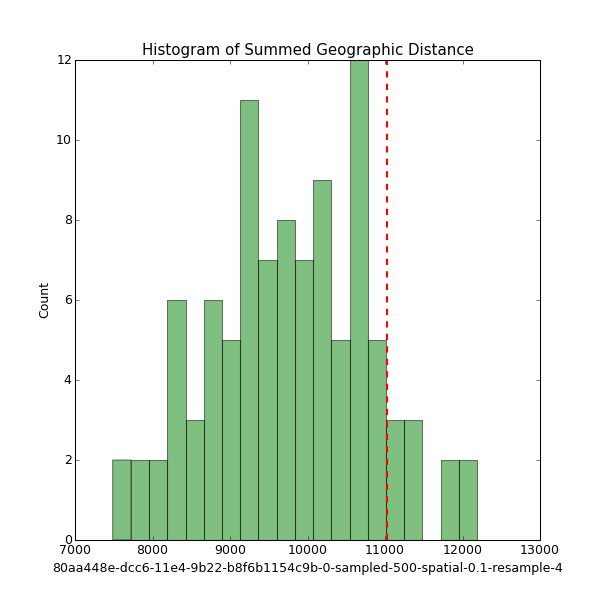 Histogram of Summed Geographic Distance
12
10
8
6
4
2
0
Count
7000 8000 9000 10000 11000 12000 13000
80aa448e-dcc6-11e4-9b22-b8f6b1154c9b-0-sampled-500-spatial-0.1-resample-4